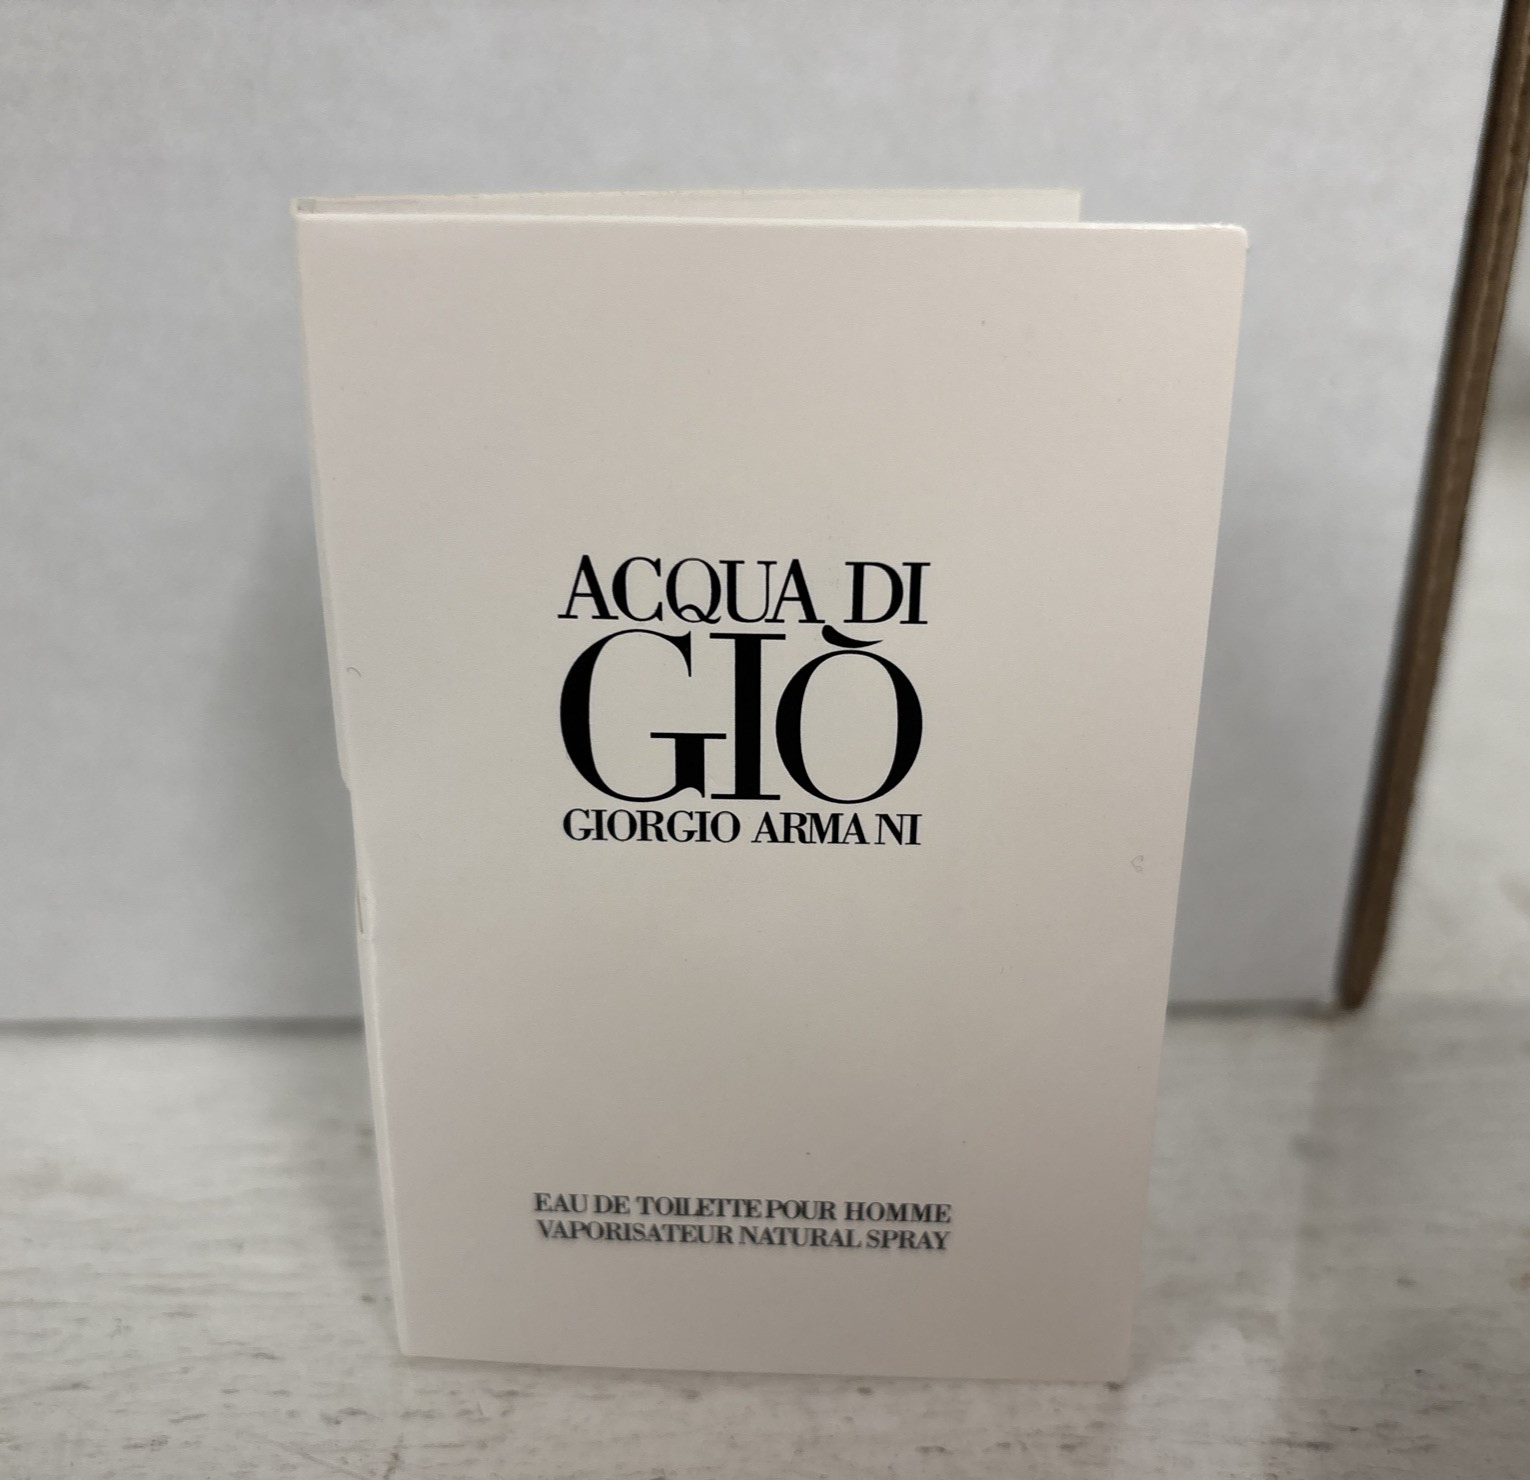 ACQUA DI
GIÒ
GIORGIO ARMANI
EAU DE TOILETTE POUR HOMME
VAPORISATEUR NATURAL SPRAY